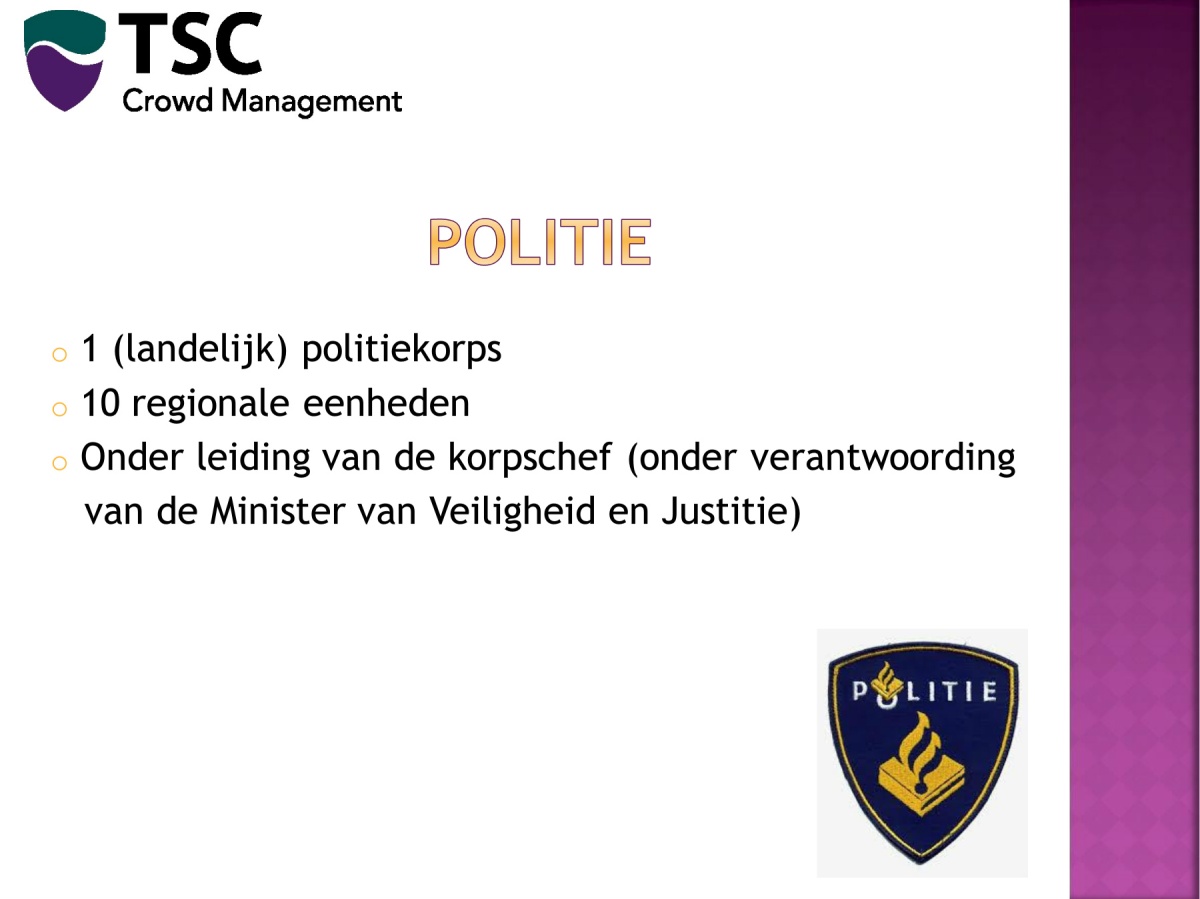 TSC
Crowd Management
POLITIE
o 1 (landelijk) politiekorps
o 10 regionale eenheden
o Onder leiding van de korpschef (onder verantwoording
van de Minister van Veiligheid en Justitie)
POLITIE